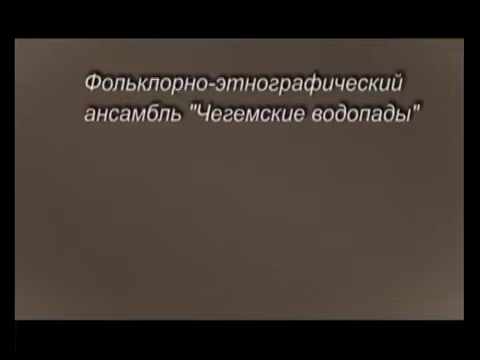 Фольклорно-этнографический
ансамбль "Чегемские водопады"